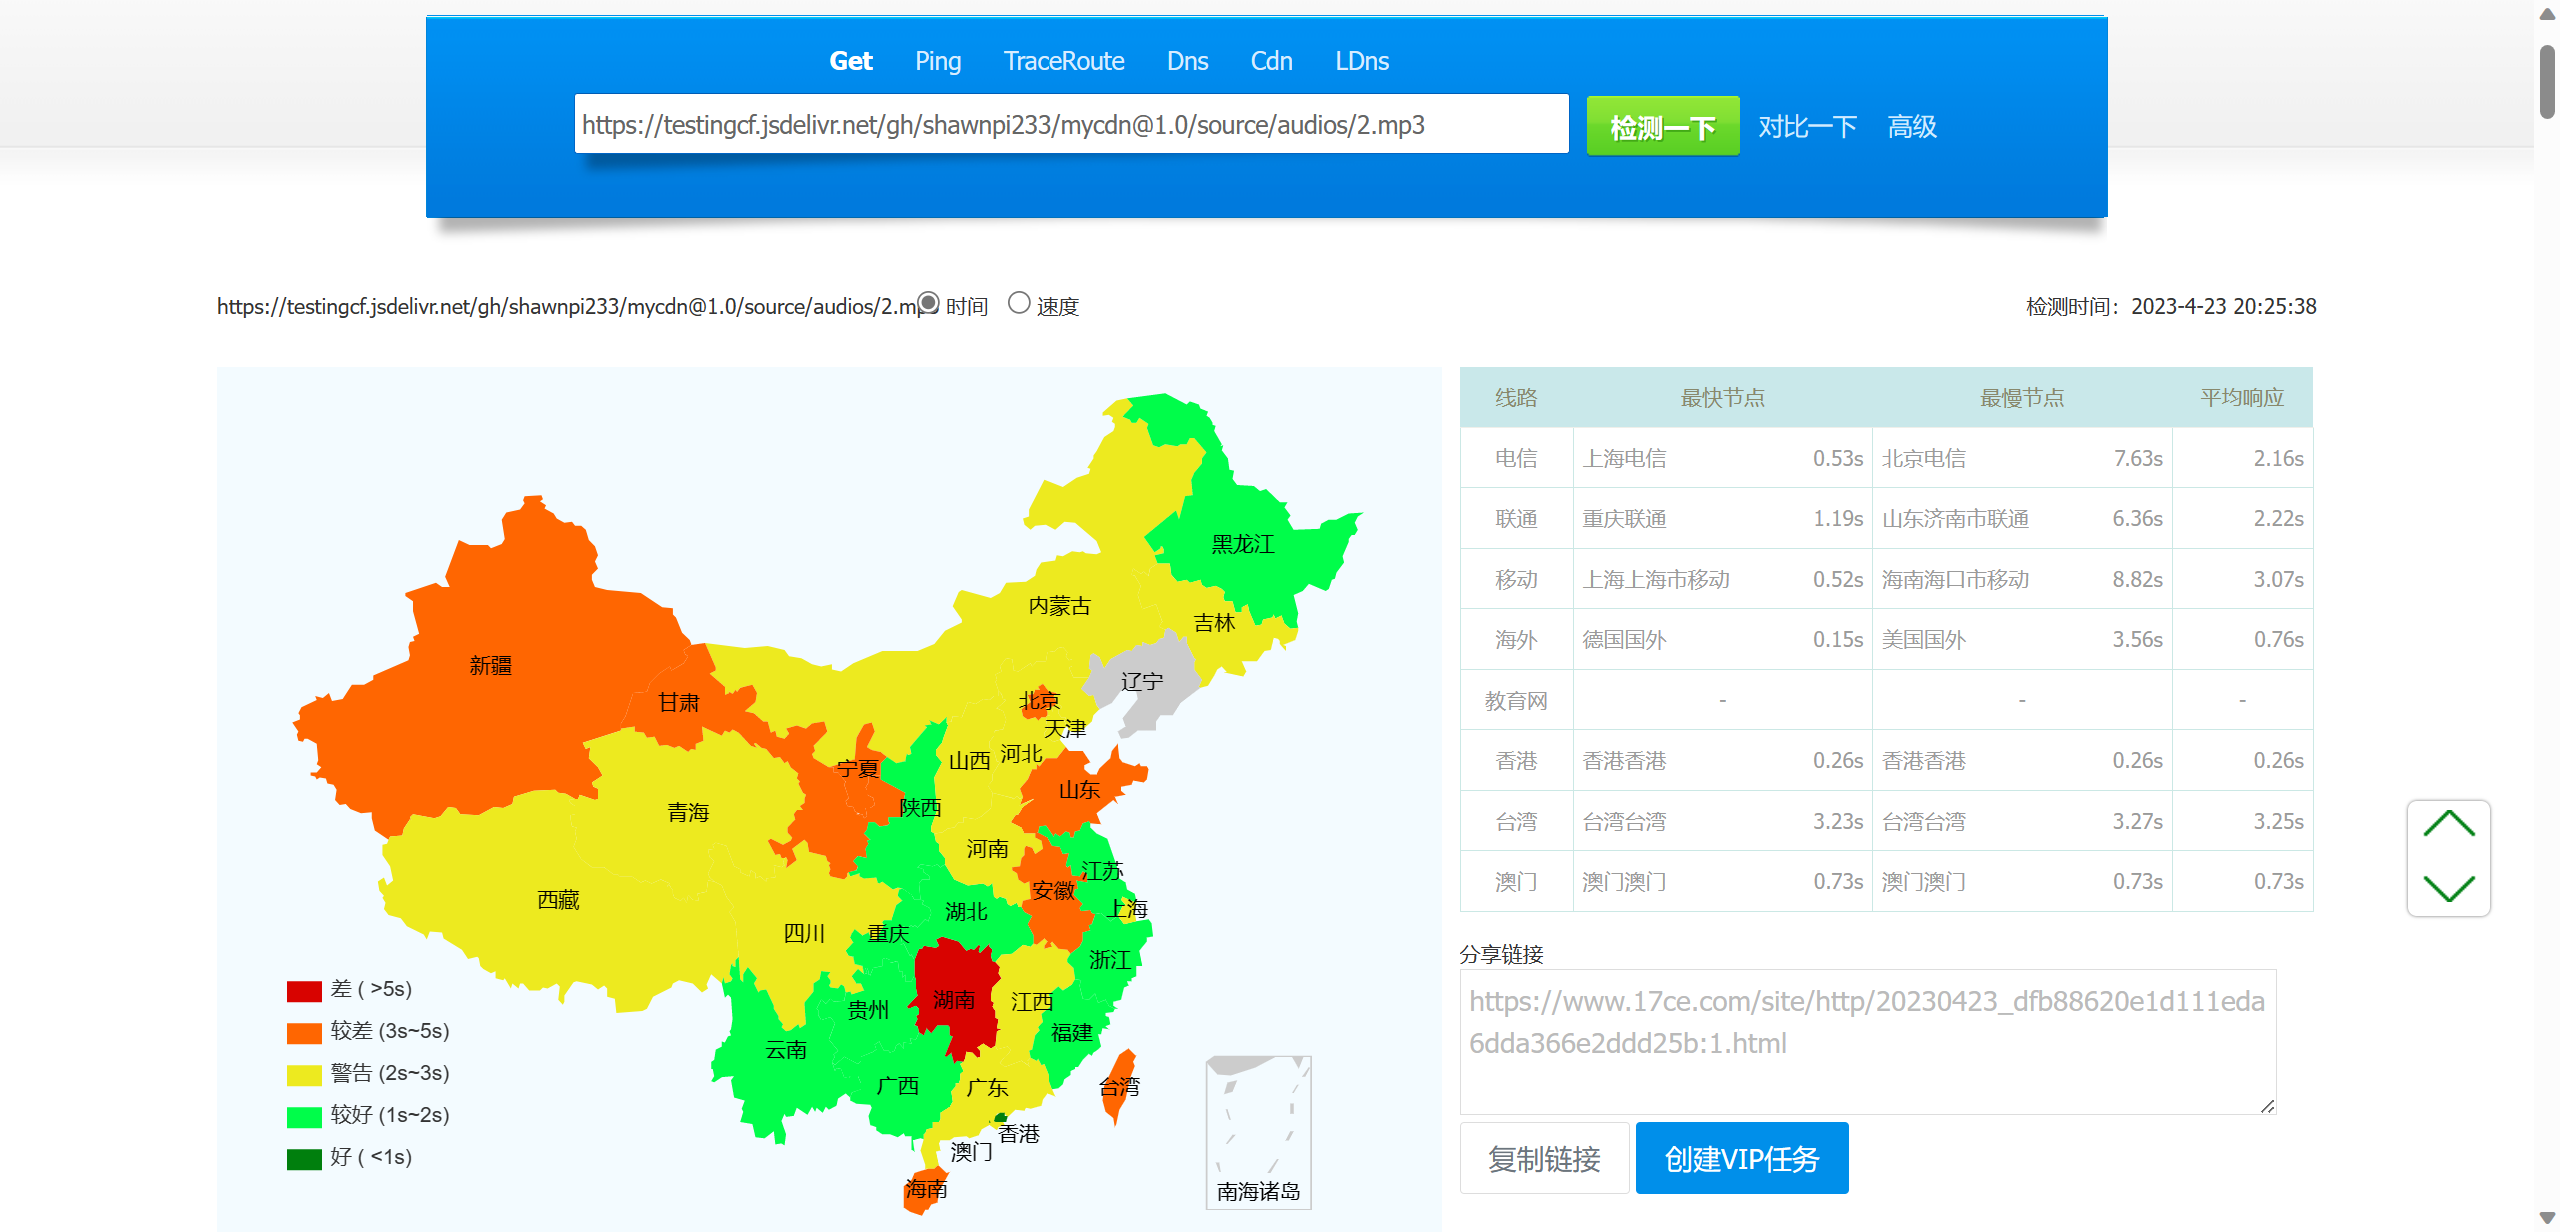 Get Ping TraceRoute Dns Cdn LDns
https://testingcf.jsdelivr.net/gh/shawnpi233/mycdn@1.0/source/audios/2.mp3 检测一下 对比一下 高级
https://testingcf.jsdelivr.net/gh/shawnpi233/mycdn@1.0/source/audios/2.mp3 时间 速度 检测时间：2023-4-23 20:25:38
线路 最快节点 最慢节点 平均响应
电信 上海电信 0.53s 北京电信 7.63s 2.16s
联通 重庆联通 1.19s 山东济南市联通 6.36s 2.22s
移动 上海上海市移动 0.52s 海南海口市移动 8.82s 3.07s
海外 德国国外 0.15s 美国国外 3.56s 0.76s
教育网 - - -
香港 香港香港 0.26s 香港香港 0.26s 0.26s
台湾 台湾台湾 3.23s 台湾台湾 3.27s 3.25s
澳门 澳门澳门 0.73s 澳门澳门 0.73s 0.73s
黑龙江
内蒙古
吉林
新疆
辽宁
甘肃
北京
天津
河北
山西
宁夏
山东
陕西
青海
河南
江苏
安徽
西藏
上海
湖北
四川
重庆
浙江
湖南
江西
贵州
福建
云南
广西
广东
台湾
香港
澳门
海南
南海诸岛
差 ( >5s)
较差 (3s~5s)
警告 (2s~3s)
较好 (1s~2s)
好 ( <1s)
分享链接
https://www.17ce.com/site/http/20230423_dfb88620e1d111eda
6dda366e2ddd25b:1.html
复制链接 创建VIP任务